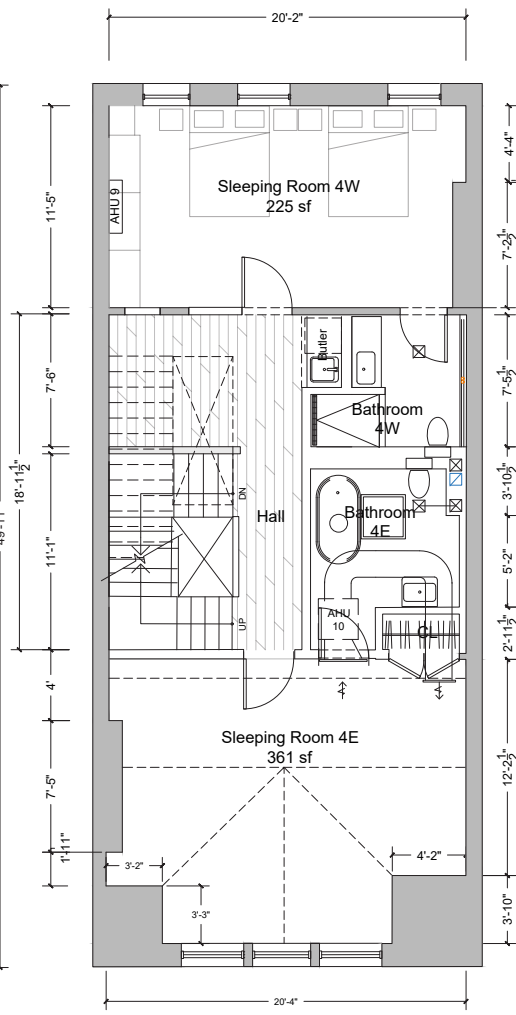 20'-2"
4'-4"
11'-5"
AHU 9
Sleeping Room 4W
225 sf
7'-2½"
7'-6"
Butler
7'-5½"
Bathroom
4W
18'-11½"
3'-10½"
DN
Hall
Bathroom
4E
11'-1"
5'-2"
AHU
10
UP
CL
2'-11½"
4'
A
A
Sleeping Room 4E
361 sf
12'-2½"
7'-5"
1'-11"
3'-2"
4'-2"
3'-3"
3'-10"
20'-4"